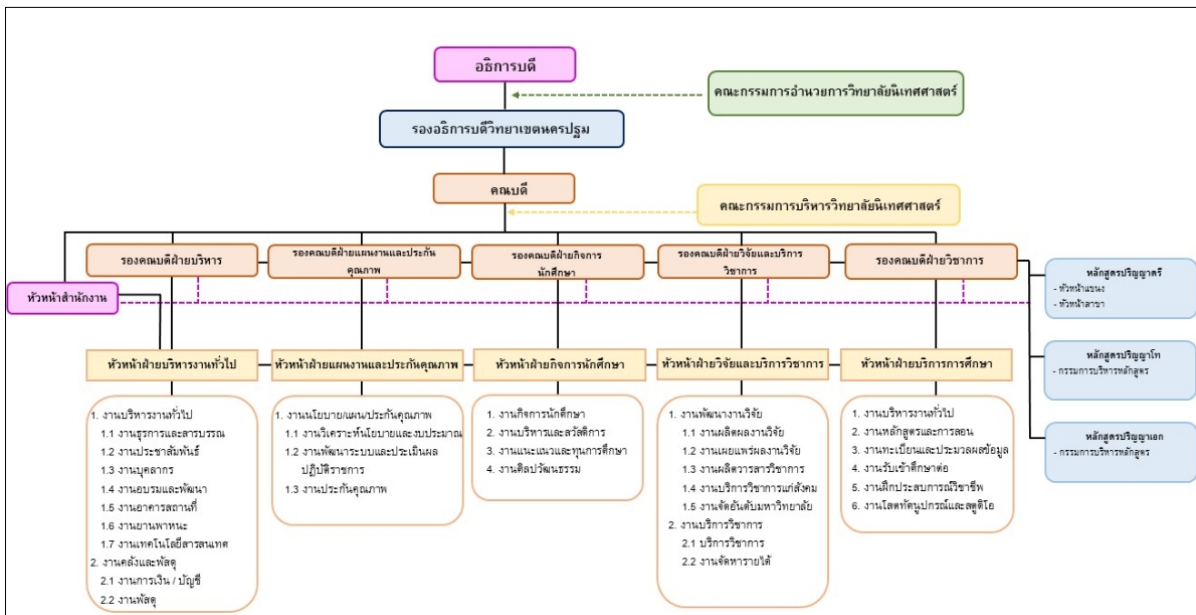 อธิการบดี
คณะกรรมการอำนวยการวิทยาลัยนิเทศศาสตร์
รองอธิการบดีวิทยาเขตนครปฐม
คณบดี
คณะกรรมการบริหารวิทยาลัยนิเทศศาสตร์
รองคณบดีฝ่ายบริหาร
รองคณบดีฝ่ายแผนงานและประกัน
คุณภาพ
รองคณบดีฝ่ายกิจการ
นักศึกษา
รองคณบดีฝ่ายวิจัยและบริการ
วิชาการ
รองคณบดีฝ่ายวิชาการ
หัวหน้าสำนักงาน
หลักสูตรปริญญาตรี
- หัวหน้าแขนง
- หัวหน้าสาขา
หลักสูตรปริญญาโท
- กรรมการบริหารหลักสูตร
หลักสูตรปริญญาเอก
- กรรมการบริหารหลักสูตร
หัวหน้าฝ่ายบริหารงานทั่วไป
1. งานบริหารงานทั่วไป
1.1 งานธุรการและสารบรรณ
1.2 งานประชาสัมพันธ์
1.3 งานบุคลากร
1.4 งานอบรมและพัฒนา
1.5 งานอาคารสถานที่
1.6 งานยานพาหนะ
1.7 งานเทคโนโลยีสารสนเทศ
2. งานคลังและพัสดุ
2.1 งานการเงิน / บัญชี
2.2 งานพัสดุ
หัวหน้าฝ่ายแผนงานและประกันคุณภาพ
1. งานนโยบาย/แผน/ประกันคุณภาพ
1.1 งานวิเคราะห์นโยบายและงบประมาณ
1.2 งานพัฒนาระบบและประเมินผล
ปฏิบัติราชการ
1.3 งานประกันคุณภาพ
หัวหน้าฝ่ายกิจการนักศึกษา
1. งานกิจการนักศึกษา
2. งานบริหารและสวัสดิการ
3. งานแนะแนวและทุนการศึกษา
4. งานศิลปวัฒนธรรม
หัวหน้าฝ่ายวิจัยและบริการวิชาการ
1. งานพัฒนางานวิจัย
1.1 งานผลิตผลงานวิจัย
1.2 งานเผยแพร่ผลงานวิจัย
1.3 งานผลิตวารสารวิชาการ
1.4 งานบริการวิชาการแก่สังคม
1.5 งานจัดอันดับมหาวิทยาลัย
2. งานบริการวิชาการ
2.1 บริการวิชาการ
2.2 งานจัดหารายได้
หัวหน้าฝ่ายบริการการศึกษา
1. งานบริหารงานทั่วไป
2. งานหลักสูตรและการสอน
3. งานทะเบียนและประมวลผลข้อมูล
4. งานรับเข้าศึกษาต่อ
5. งานฝึกประสบการณ์วิชาชีพ
6. งานโสตทัศนูปกรณ์และสตูดิโอ